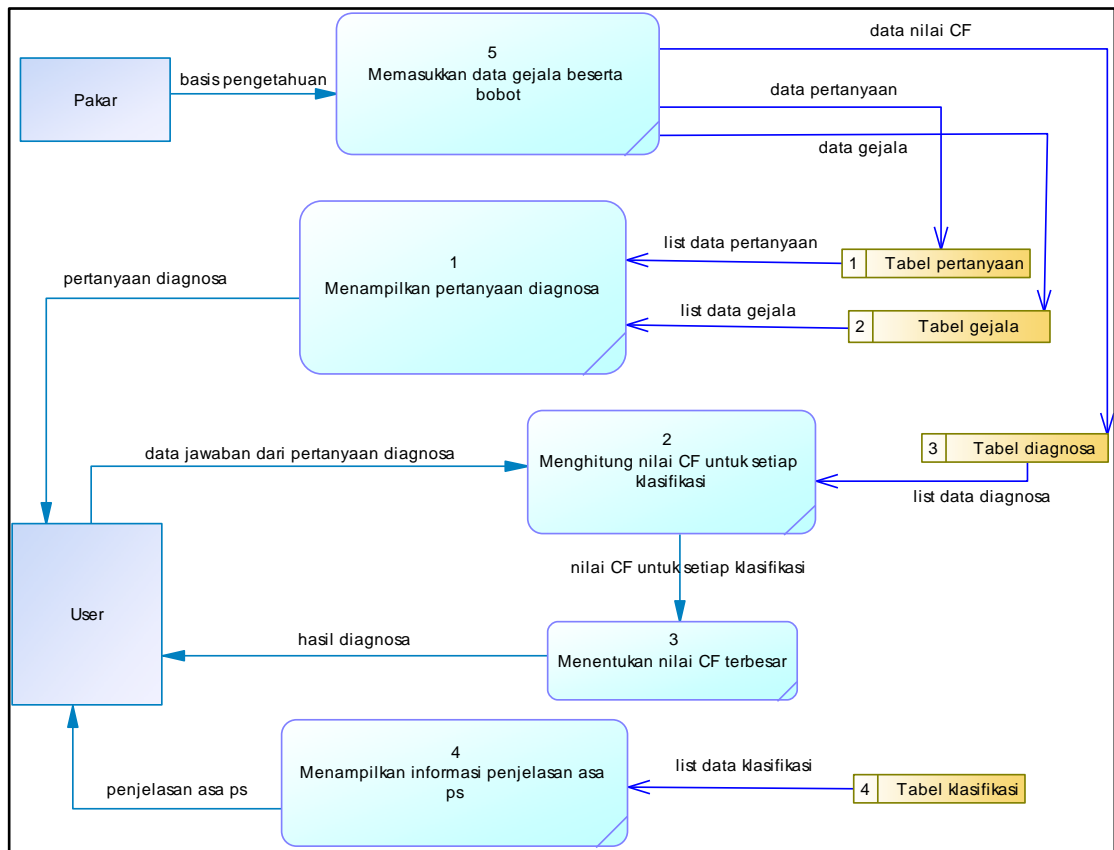 data nilai CF
5
Memasukkan data gejala beserta
bobot
basis pengetahuan
Pakar
data pertanyaan
data gejala
list data pertanyaan
1
Tabel pertanyaan
1
Menampilkan pertanyaan diagnosa
pertanyaan diagnosa
list data gejala
2
Tabel gejala
2
Menghitung nilai CF untuk setiap
klasifikasi
data jawaban dari pertanyaan diagnosa
3
Tabel diagnosa
list data diagnosa
nilai CF untuk setiap klasifikasi
User
hasil diagnosa
3
Menentukan nilai CF terbesar
4
Menampilkan informasi penjelasan asa
ps
penjelasan asa ps
list data klasifikasi
4
Tabel klasifikasi